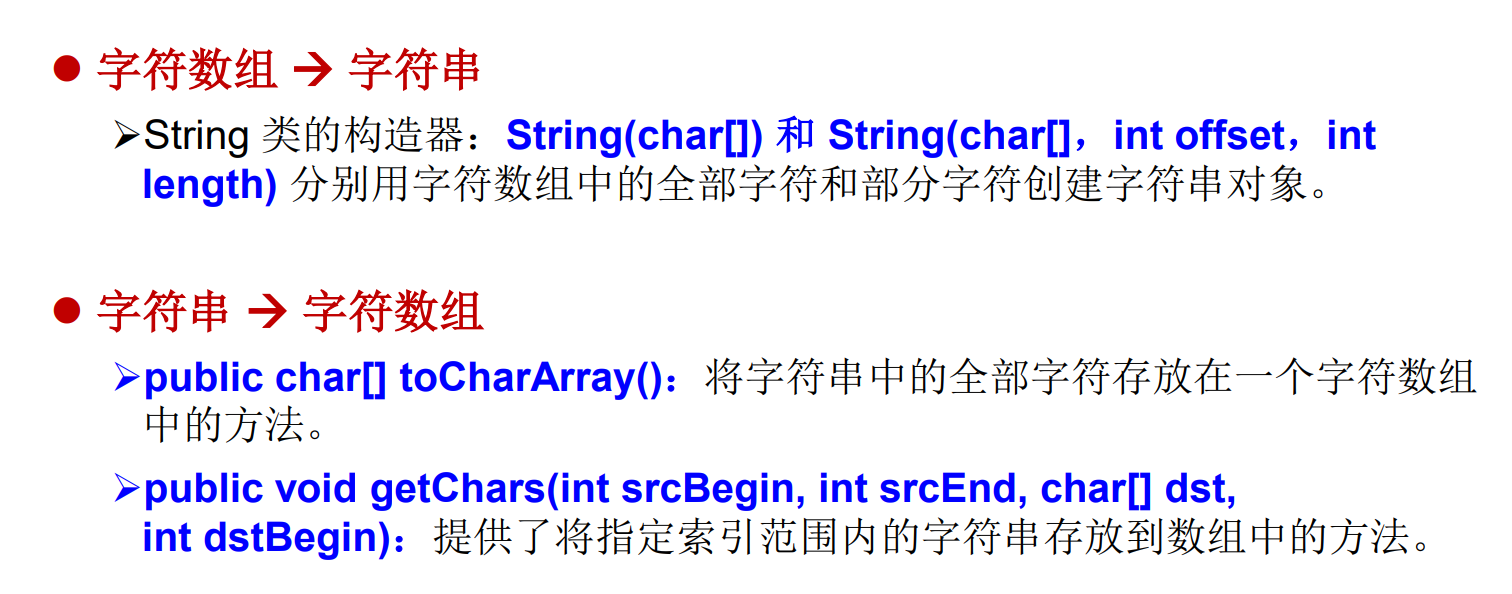 ● 字符数组 → 字符串
➢String 类的构造器：String(char[]) 和 String(char[]，int offset，int
length) 分别用字符数组中的全部字符和部分字符创建字符串对象。
● 字符串 → 字符数组
➢public char[] toCharArray()：将字符串中的全部字符存放在一个字符数组
中的方法。
➢public void getChars(int srcBegin, int srcEnd, char[] dst,
int dstBegin)：提供了将指定索引范围内的字符串存放到数组中的方法。